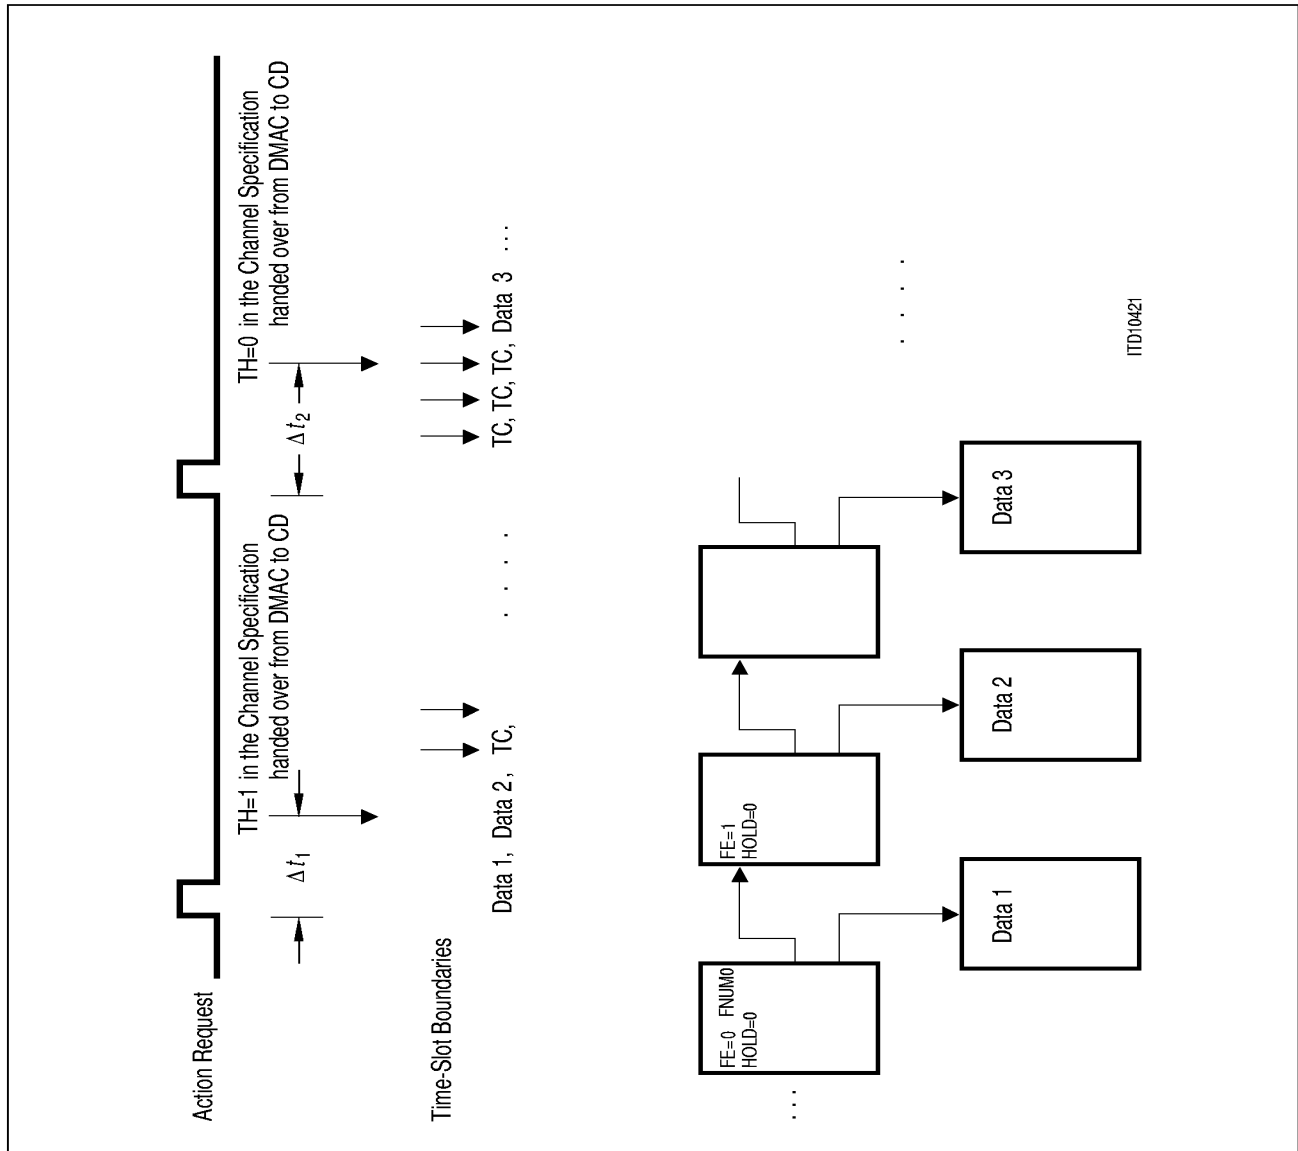 Action Request
TH=1 in the Channel Specification
handed over from DMAC to CD
TH=0 in the Channel Specification
handed over from DMAC to CD
Δt₁
Δt₂
Time-Slot Boundaries
Data 1, Data 2, TC, . . . . TC, TC, TC, Data 3 ...
FE=0 FNUM0
HOLD=0
FE=1
HOLD=0
....
. . . .
Data 1
Data 2
Data 3
ITD10421